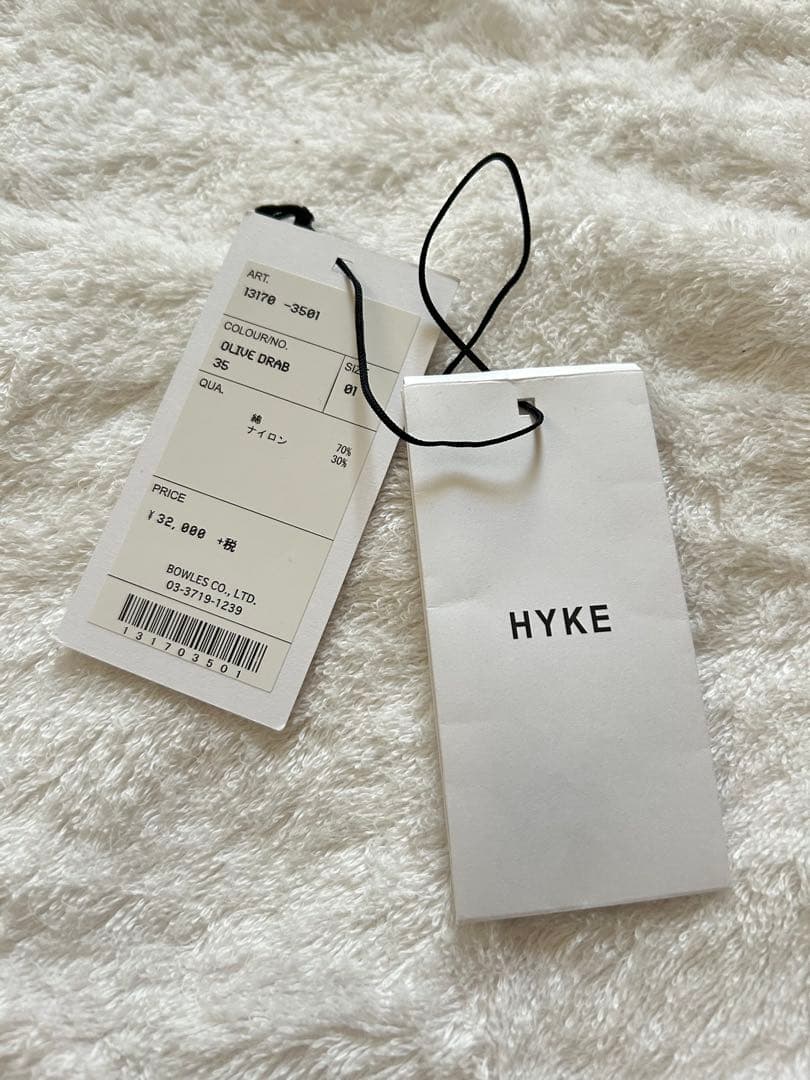 ART.
13170 -3501
COLOUR/NO.
OLIVE DRAB
35
01
QUA.
綿 70%
ナイロン 30%
PRICE
¥32,000 +税
BOWLES CO., LTD.
03-3719-1239
131703501
HYKE